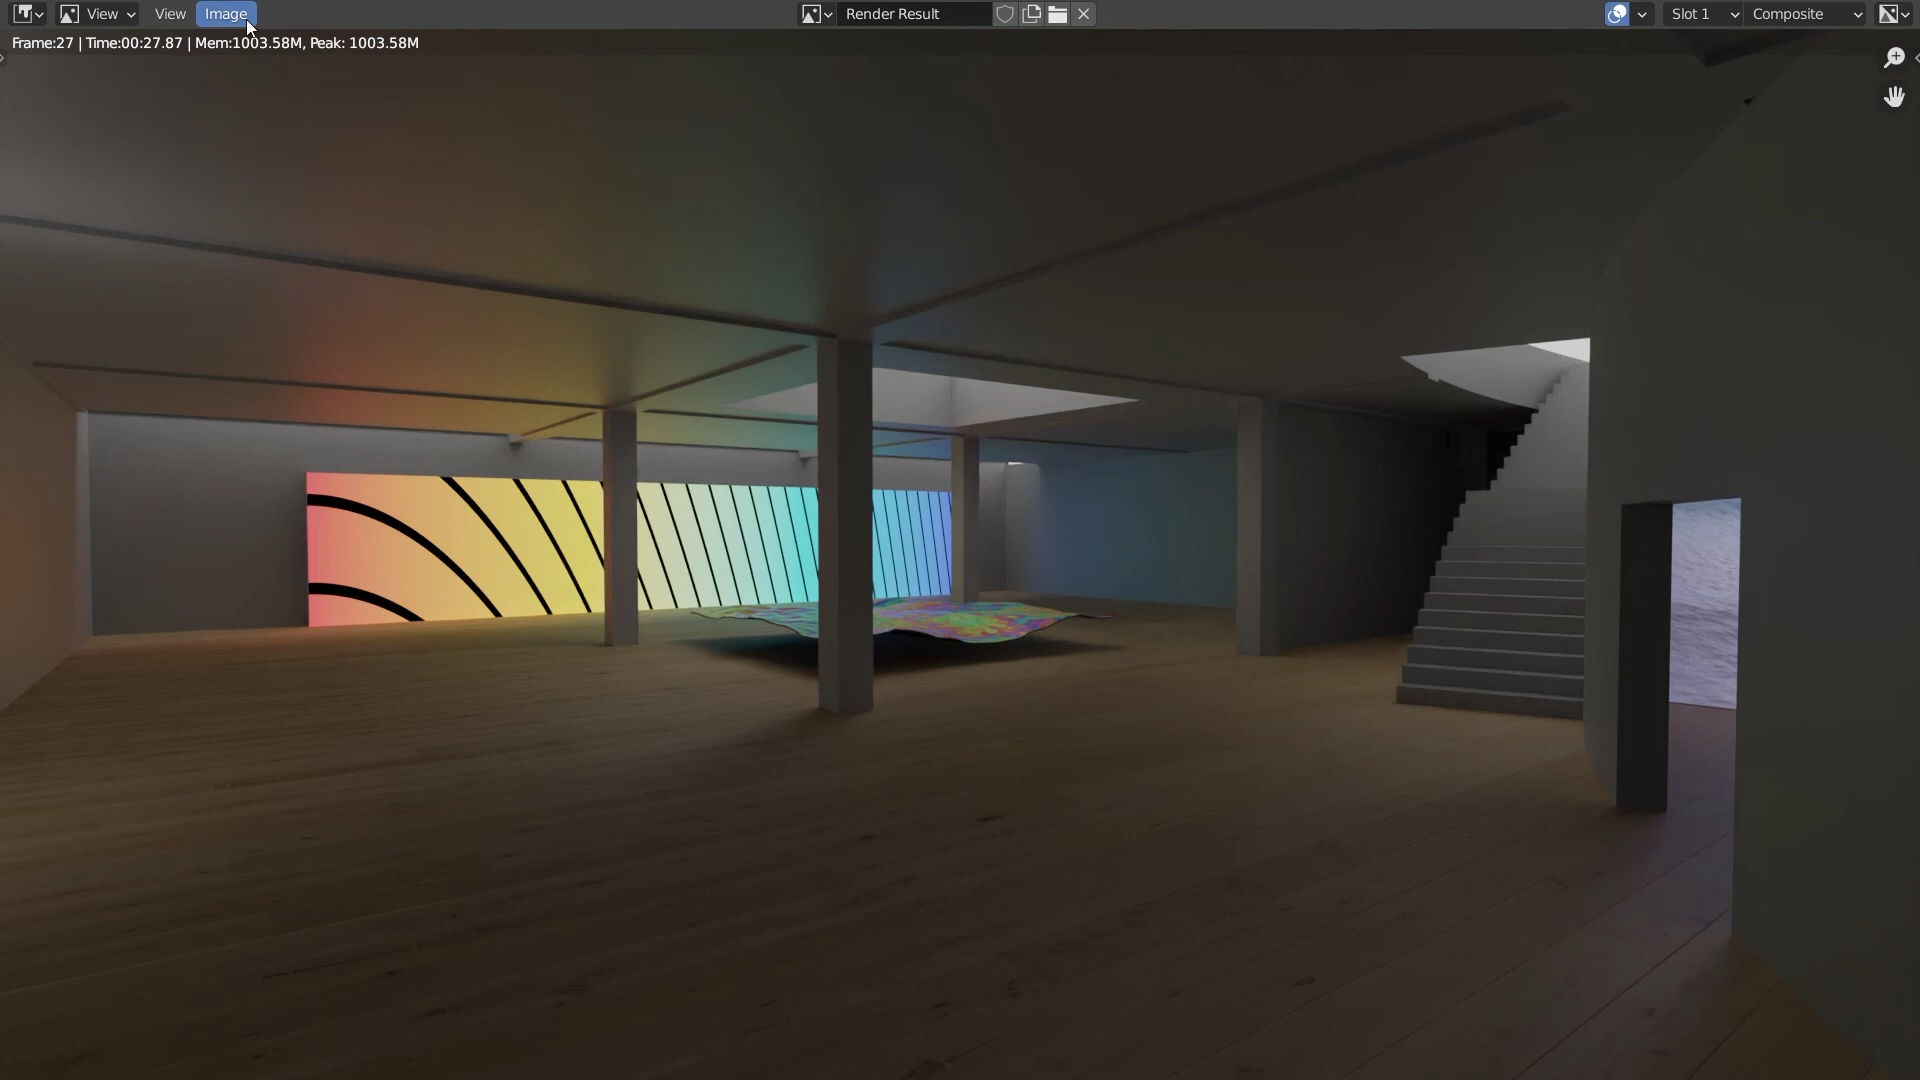 View View Image Render Result Slot 1 Composite
Frame:27 | Time:00:27.87 | Mem:1003.58M, Peak: 1003.58M